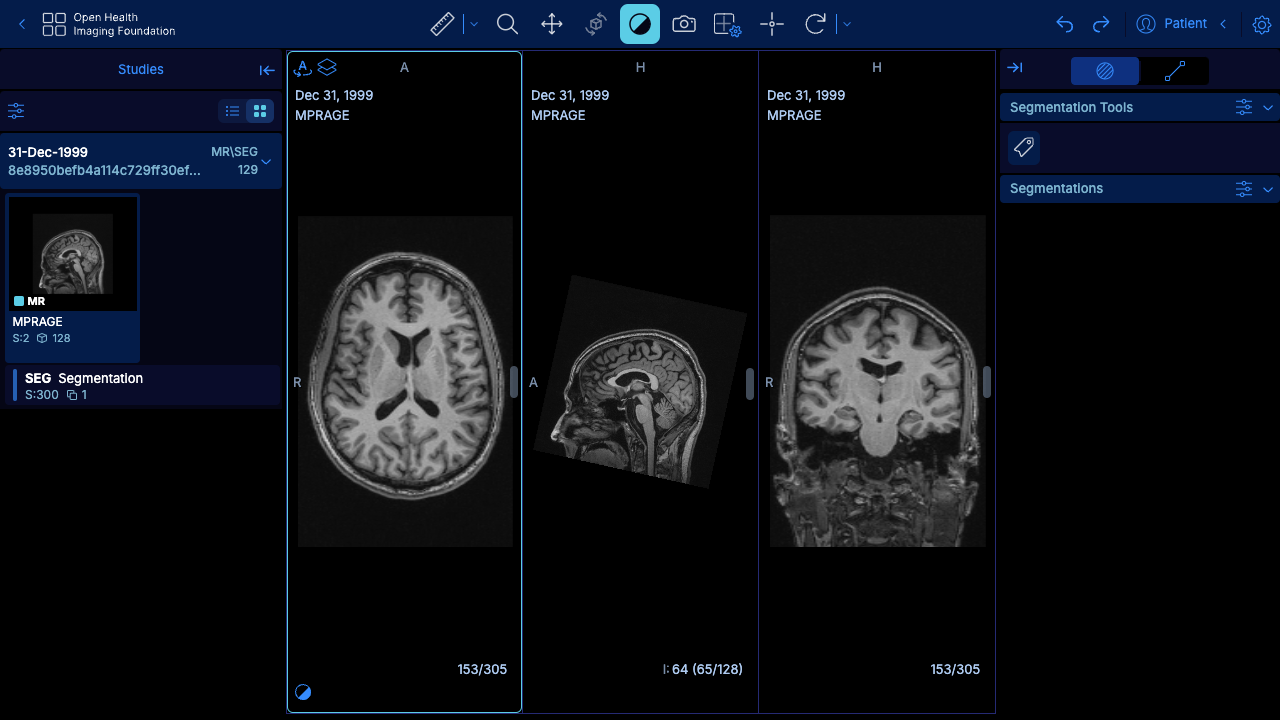 Open Health
Imaging Foundation
Patient
Studies
31-Dec-1999
MR\SEG
8e8950befb4a114c729ff30ef...
129
MR
MPRAGE
S:2 128
SEG Segmentation
S:300 1
A
Dec 31, 1999
MPRAGE
R
153/305
H
Dec 31, 1999
MPRAGE
A
I: 64 (65/128)
H
Dec 31, 1999
MPRAGE
R
153/305
Segmentation Tools
Segmentations